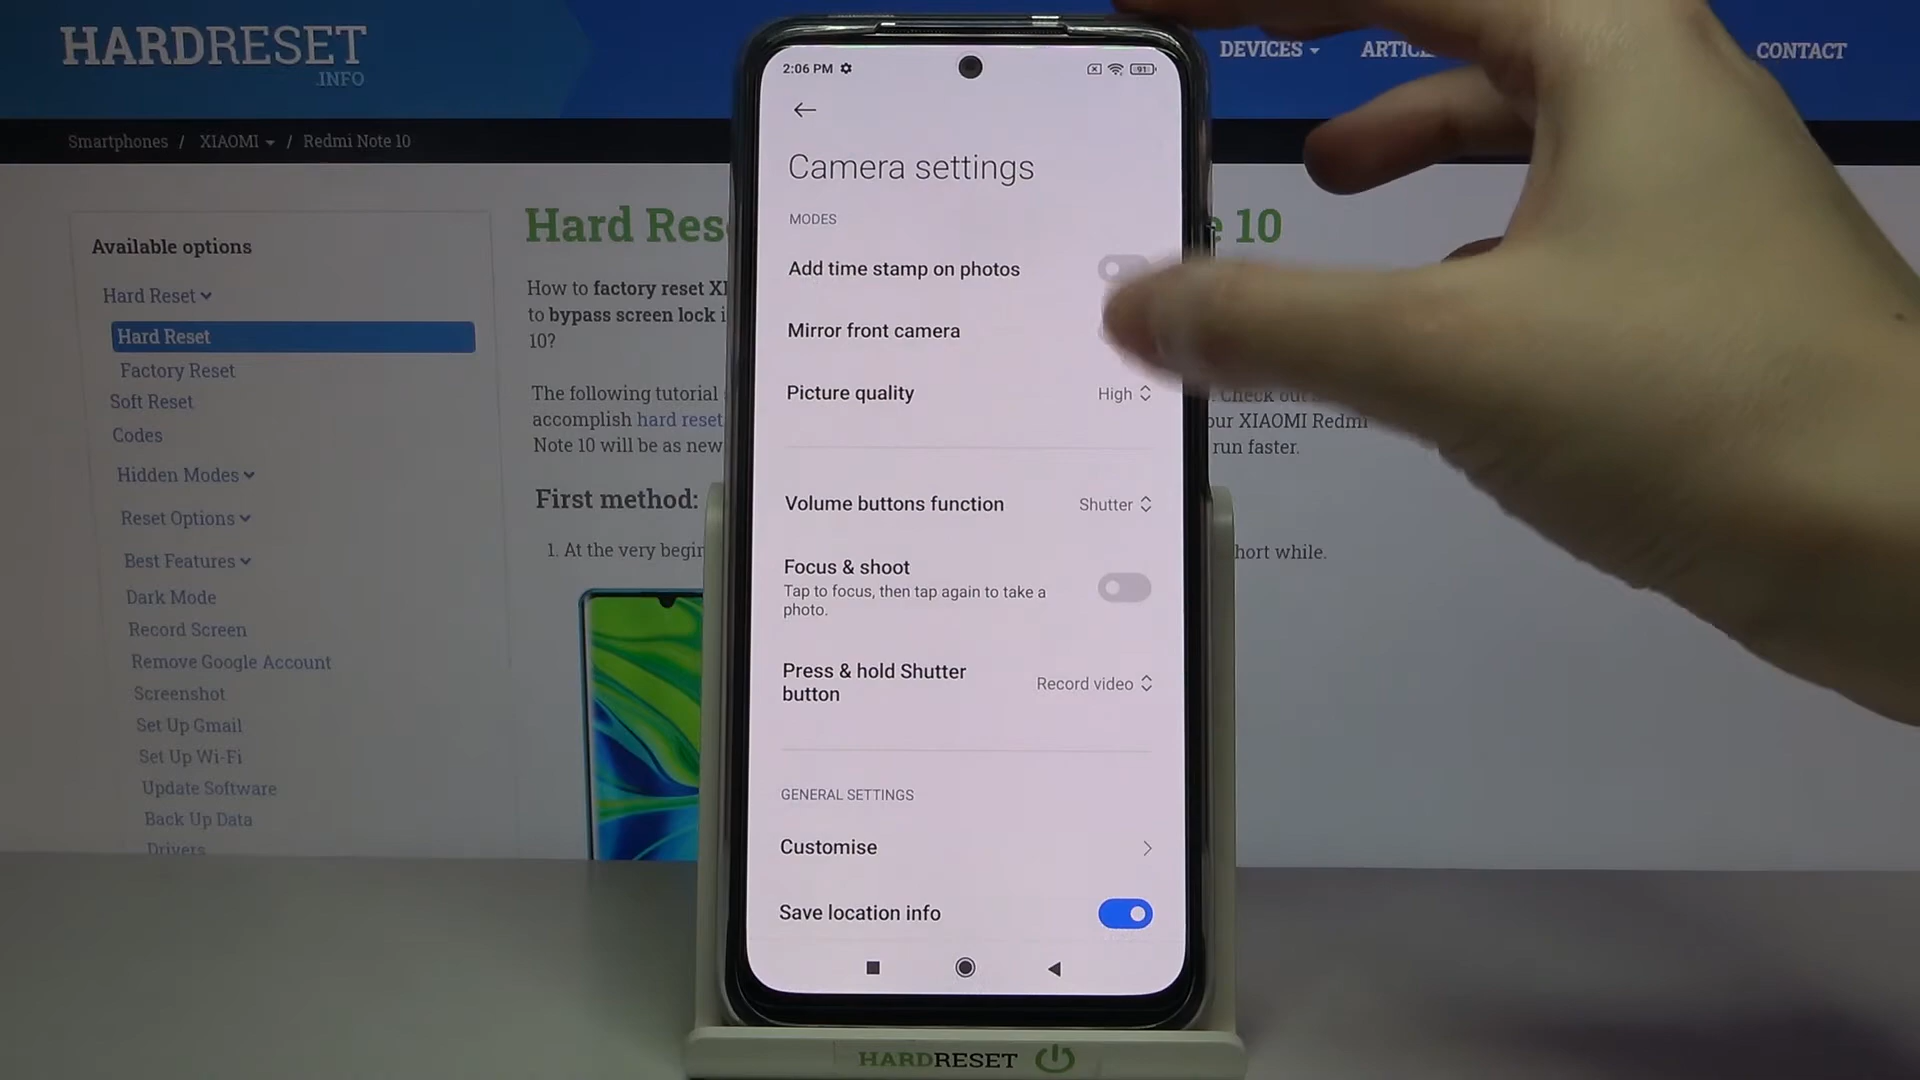 HARDRESET
.INFO
DEVICES
CONTACT
Smartphones / XIAOMI / Redmi Note 10
Available options
Hard Reset
Hard Reset
Factory Reset
Soft Reset
Codes
Hidden Modes
Reset Options
Best Features
Dark Mode
Record Screen
Remove Google Account
Screenshot
Set Up Gmail
Set Up Wi-Fi
Update Software
Back Up Data
Drivers
Hard
10
How to factory reset
to bypass screen lock
10?
The following tutorial
Check out
accomplish hard reset
XIAOMI Redmi
Note 10 will be as new
run faster.
First method:
1. At the very
short while.
2:06 PM
91
Camera settings
MODES
Add time stamp on photos
Mirror front camera
Picture quality High
Volume buttons function Shutter
Focus & shoot
Tap to focus, then tap again to take a
photo.
Press & hold Shutter
button
Record video
GENERAL SETTINGS
Customise
Save location info
HARDRESET